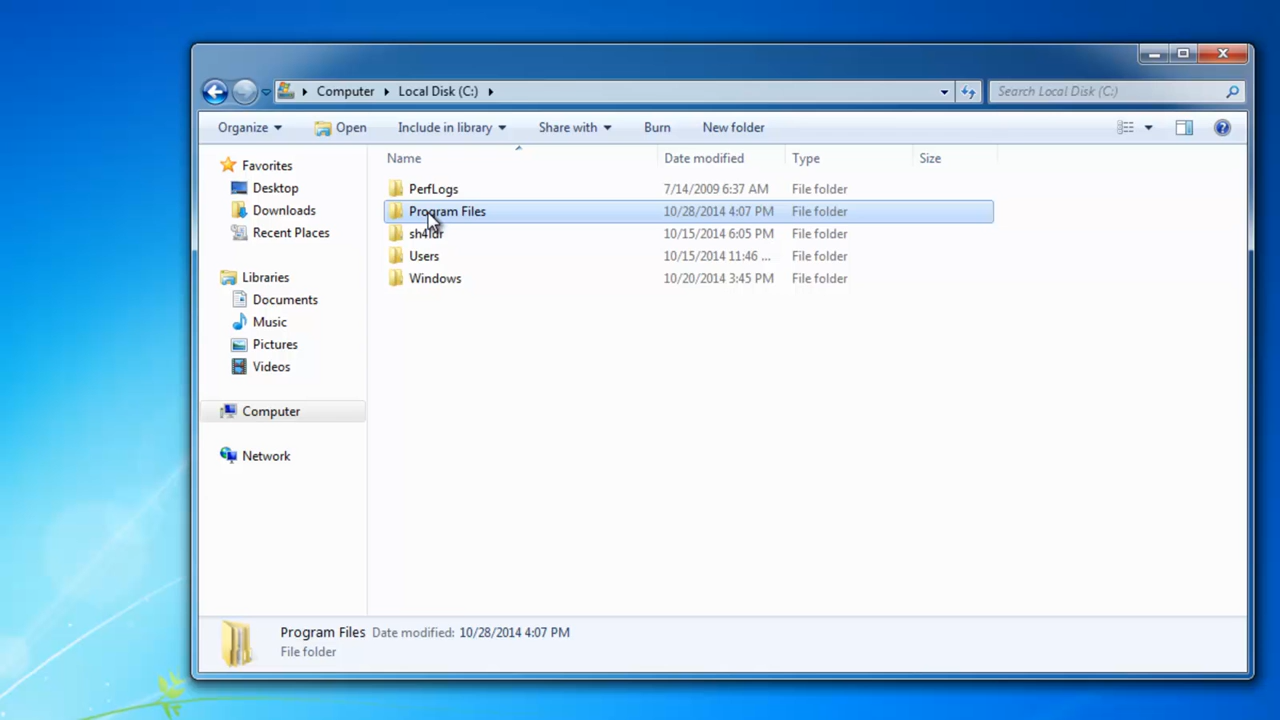 Computer Local Disk (C:) Search Local Disk (C:)
Organize Open Include in library Share with Burn New folder
Favorites
Desktop
Downloads
Recent Places
Libraries
Documents
Music
Pictures
Videos
Computer
Network
Name Date modified Type Size
PerfLogs 7/14/2009 6:37 AM File folder
Program Files 10/28/2014 4:07 PM File folder
sh4ldr 10/15/2014 6:05 PM File folder
Users 10/15/2014 11:46 ... File folder
Windows 10/20/2014 3:45 PM File folder
Program Files Date modified: 10/28/2014 4:07 PM
File folder